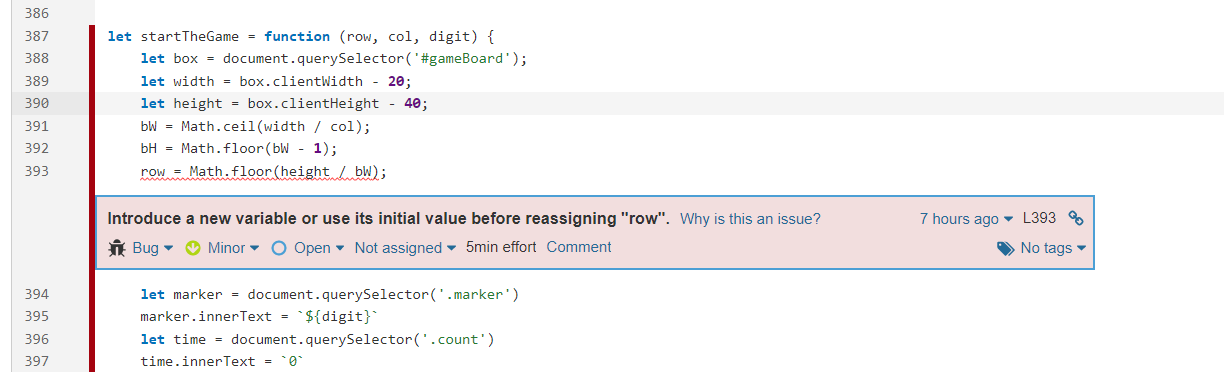 386
387 let startTheGame = function (row, col, digit) {
388 let box = document.querySelector('#gameBoard');
389 let width = box.clientWidth - 20;
390 let height = box.clientHeight - 40;
391 bW = Math.ceil(width / col);
392 bH = Math.floor(bW - 1);
393 row = Math.floor(height / bW);
Introduce a new variable or use its initial value before reassigning "row". Why is this an issue? 7 hours ago L393
Bug Minor Open Not assigned 5min effort Comment No tags
394 let marker = document.querySelector('.marker')
395 marker.innerText = `${digit}`
396 let time = document.querySelector('.count')
397 time.innerText = `0`